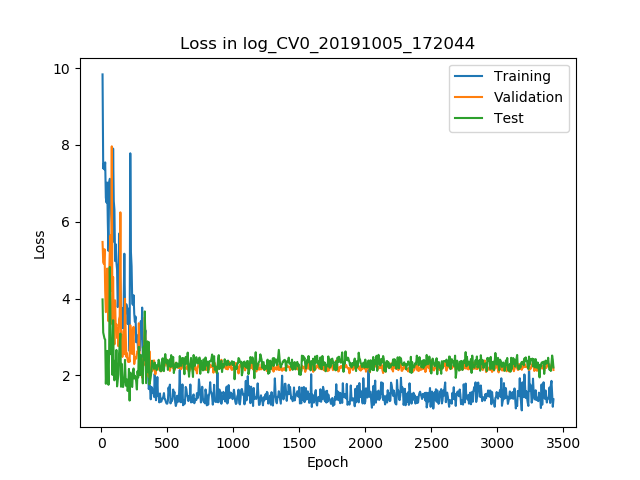 Loss in log_CV0_20191005_172044
10
8
6
4
2
Loss
Training
Validation
Test
0 500 1000 1500 2000 2500 3000 3500
Epoch